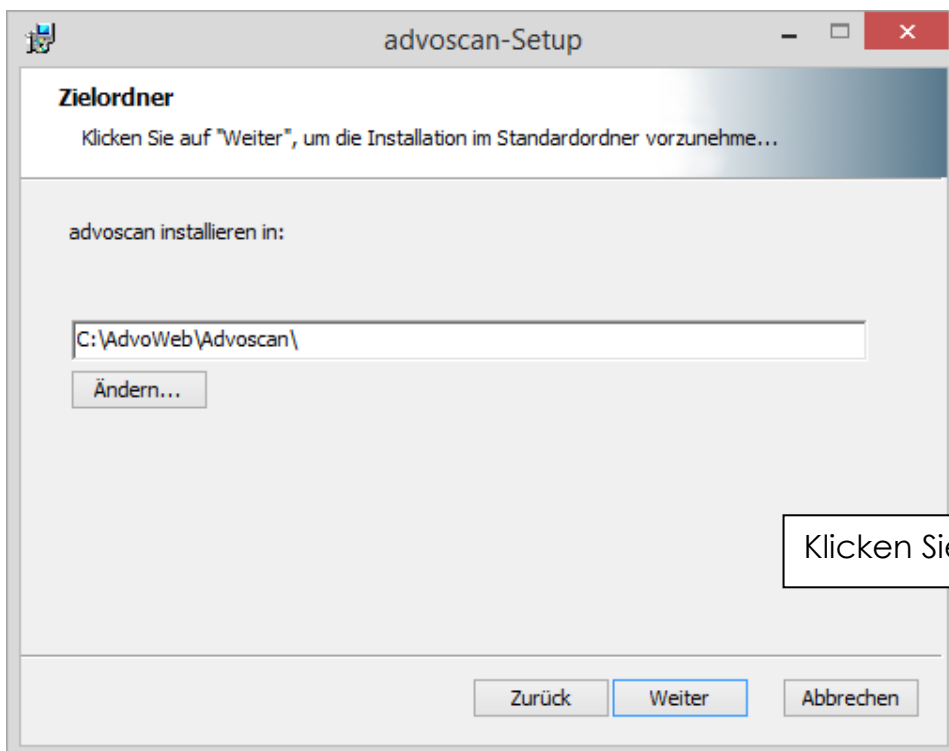 advoscan-Setup
Zielordner
Klicken Sie auf "Weiter", um die Installation im Standardordner vorzunehme...
advoscan installieren in:
C:\AdvoWeb\Advoscan\
Ändern...
Klicken Sie
Zurück Weiter Abbrechen